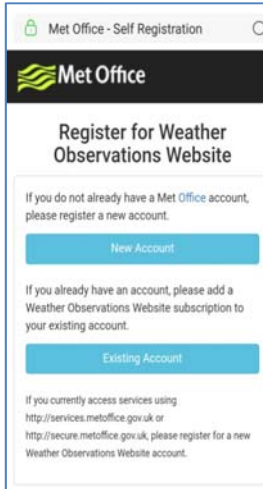 Met Office - Self Registration
Met Office
Register for Weather
Observations Website
If you do not already have a Met Office account,
please register a new account.
New Account
If you already have an account, please add a
Weather Observations Website subscription to
your existing account.
Existing Account
If you currently access services using
http://services.metoffice.gov.uk or
http://secure.metoffice.gov.uk, please register for a new
Weather Observations Website account.